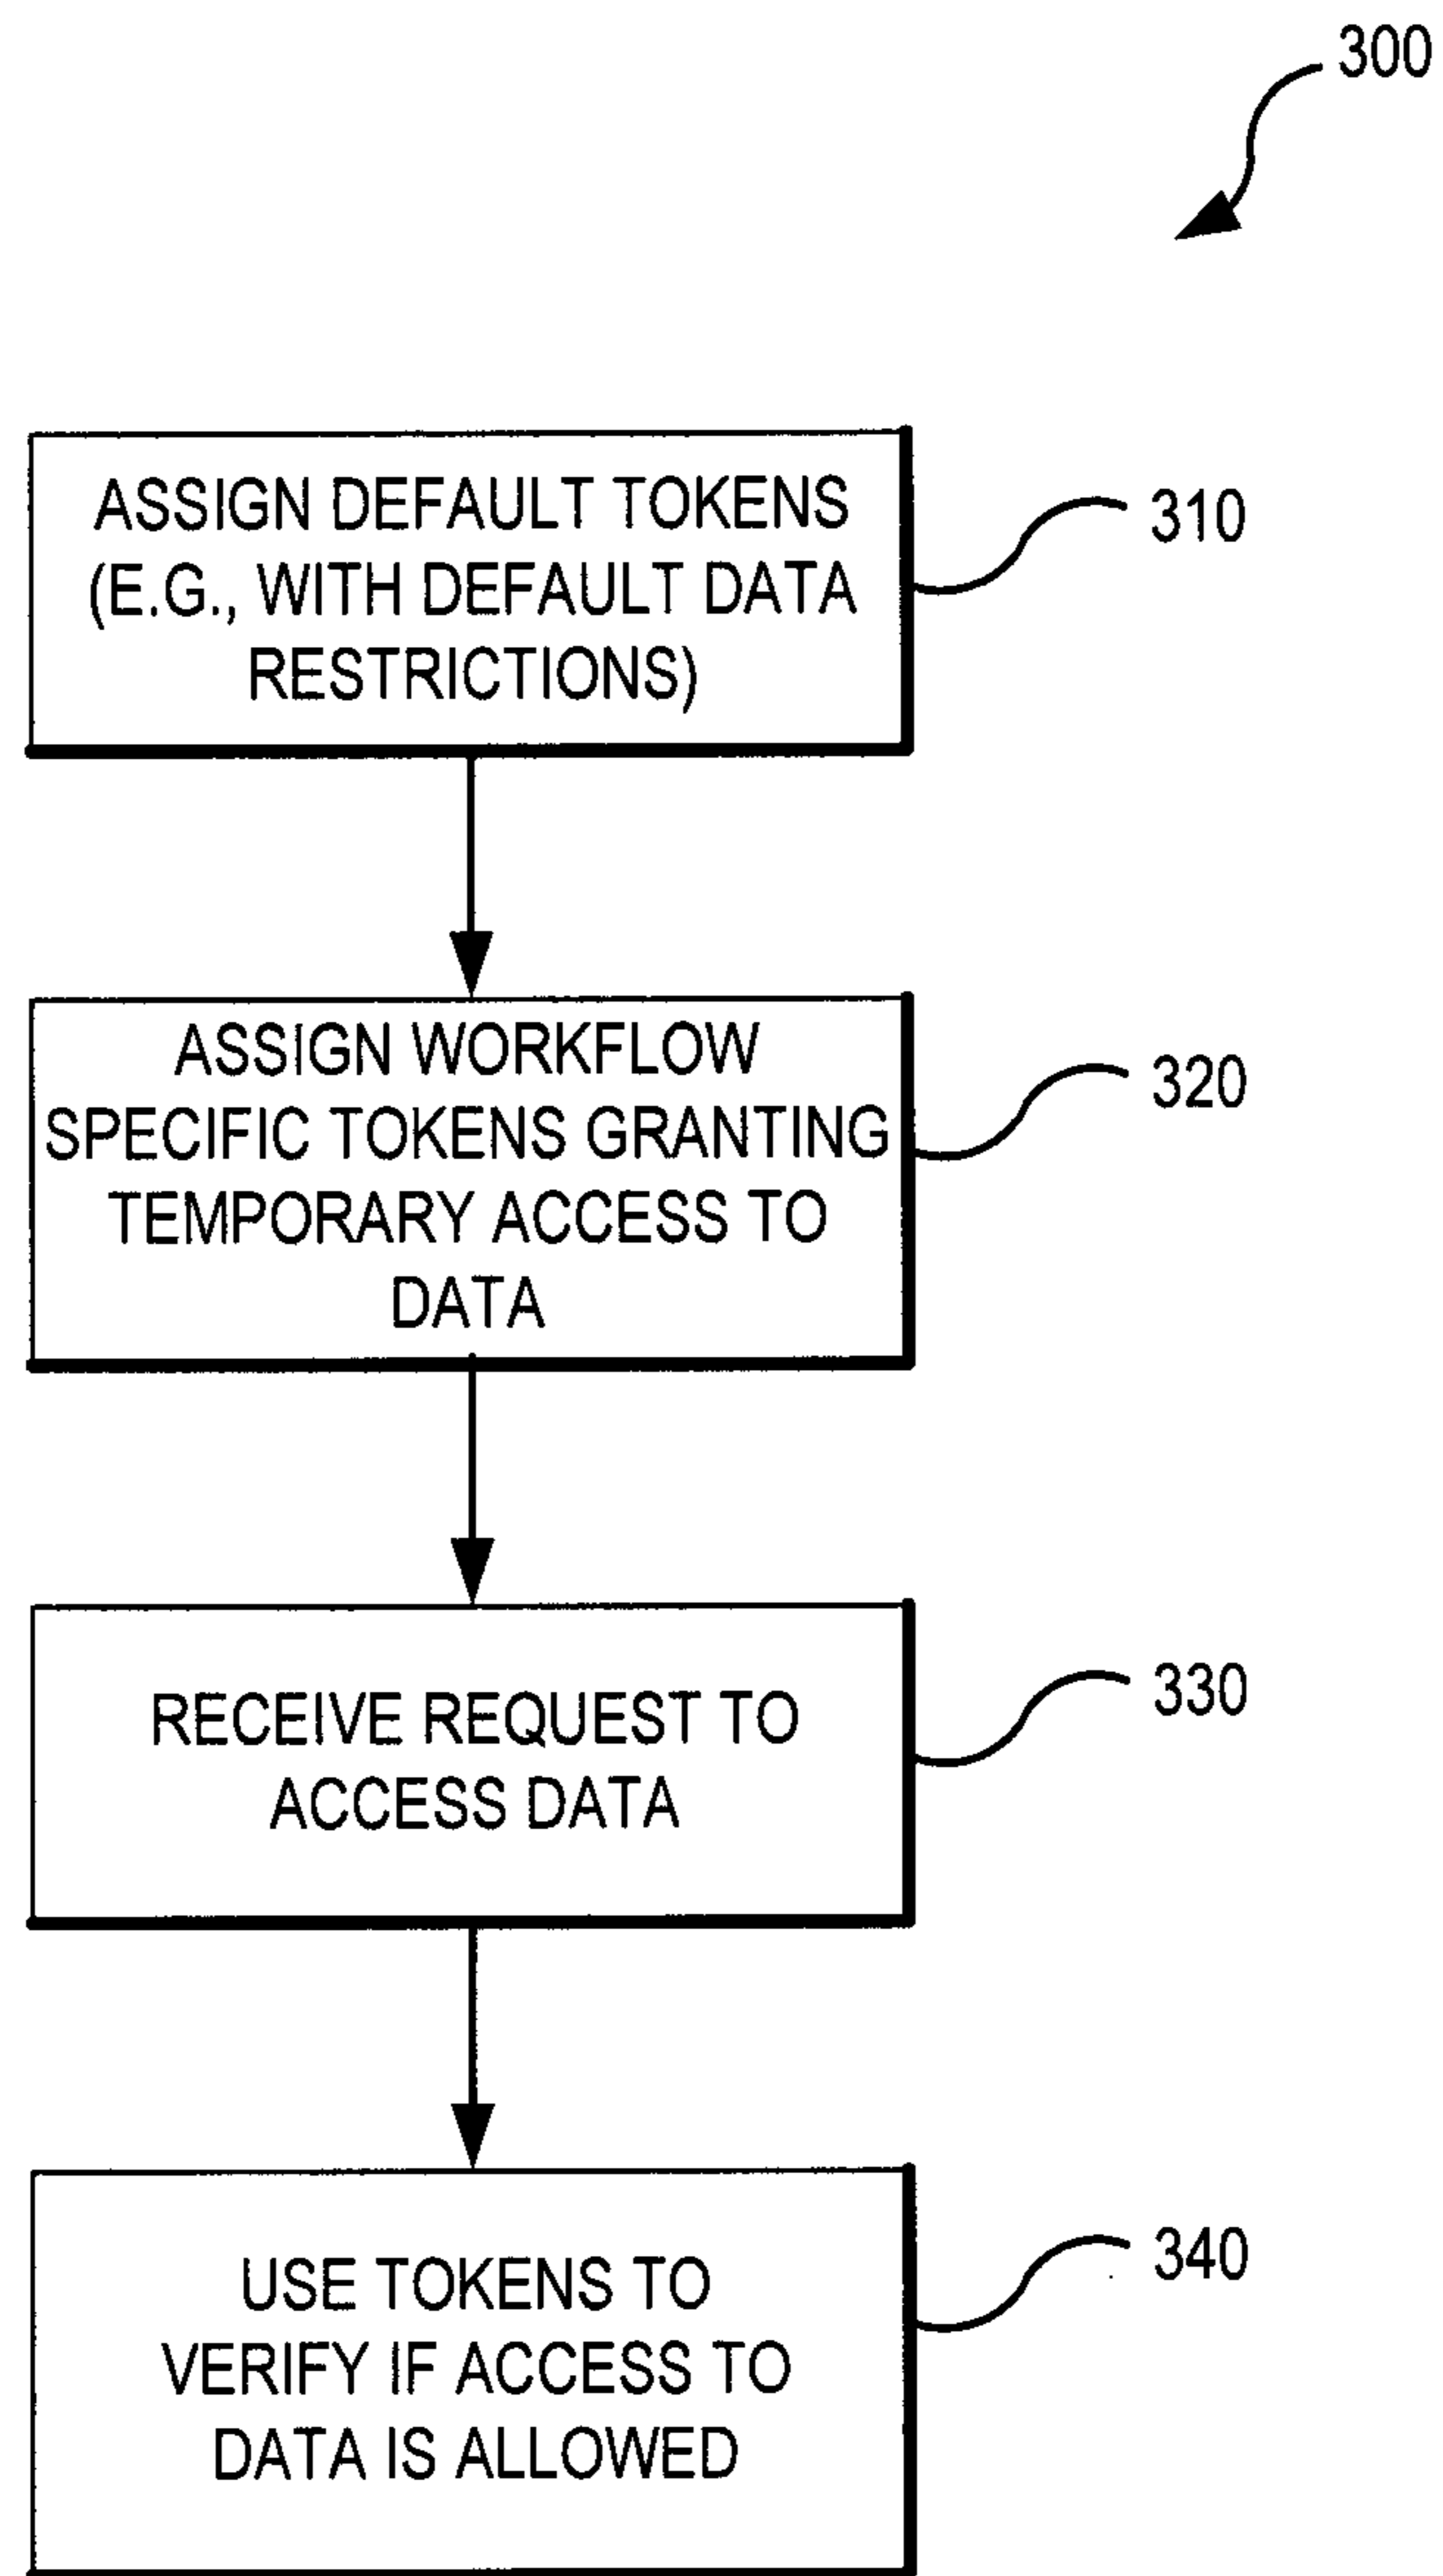 300
ASSIGN DEFAULT TOKENS
(E.G., WITH DEFAULT DATA
RESTRICTIONS)
310
ASSIGN WORKFLOW
SPECIFIC TOKENS GRANTING
TEMPORARY ACCESS TO
DATA
320
RECEIVE REQUEST TO
ACCESS DATA
330
USE TOKENS TO
VERIFY IF ACCESS TO
DATA IS ALLOWED
340